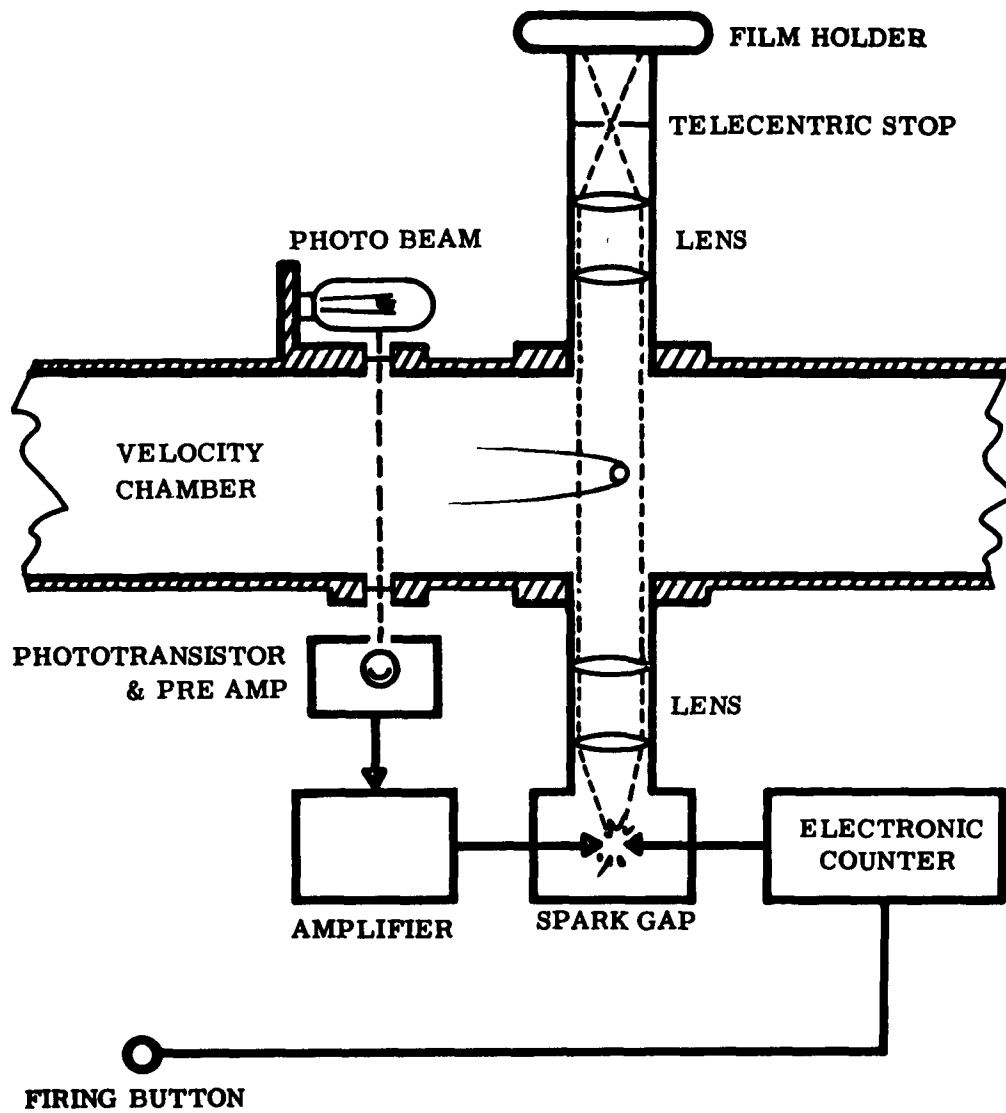 FILM HOLDER
TELECENTRIC STOP
PHOTO BEAM
LENS
VELOCITY
CHAMBER
PHOTOTRANSISTOR
& PRE AMP
LENS
ELECTRONIC
COUNTER
AMPLIFIER
SPARK GAP
FIRING BUTTON